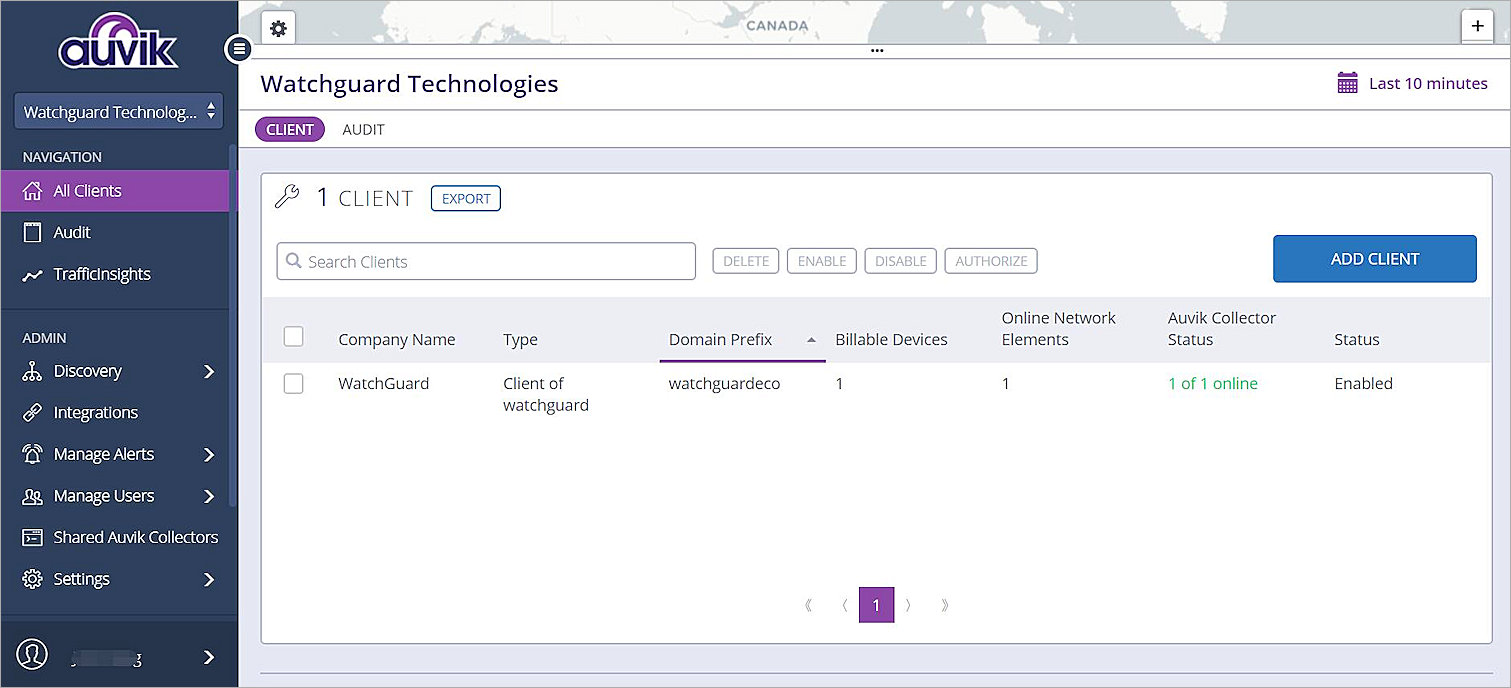 auvik
Watchguard Technolog...
NAVIGATION
All Clients
Audit
TrafficInsights
ADMIN
Discovery
Integrations
Manage Alerts
Manage Users
Shared Auvik Collectors
Settings
CANADA
Watchguard Technologies
Last 10 minutes
CLIENT
AUDIT
1 CLIENT
EXPORT
Search Clients
DELETE
ENABLE
DISABLE
AUTHORIZE
ADD CLIENT
Company Name
Type
Domain Prefix
Billable Devices
Online Network
Elements
Auvik Collector
Status
Status
WatchGuard
Client of
watchguard
watchguardeco
1
1
1 of 1 online
Enabled
1